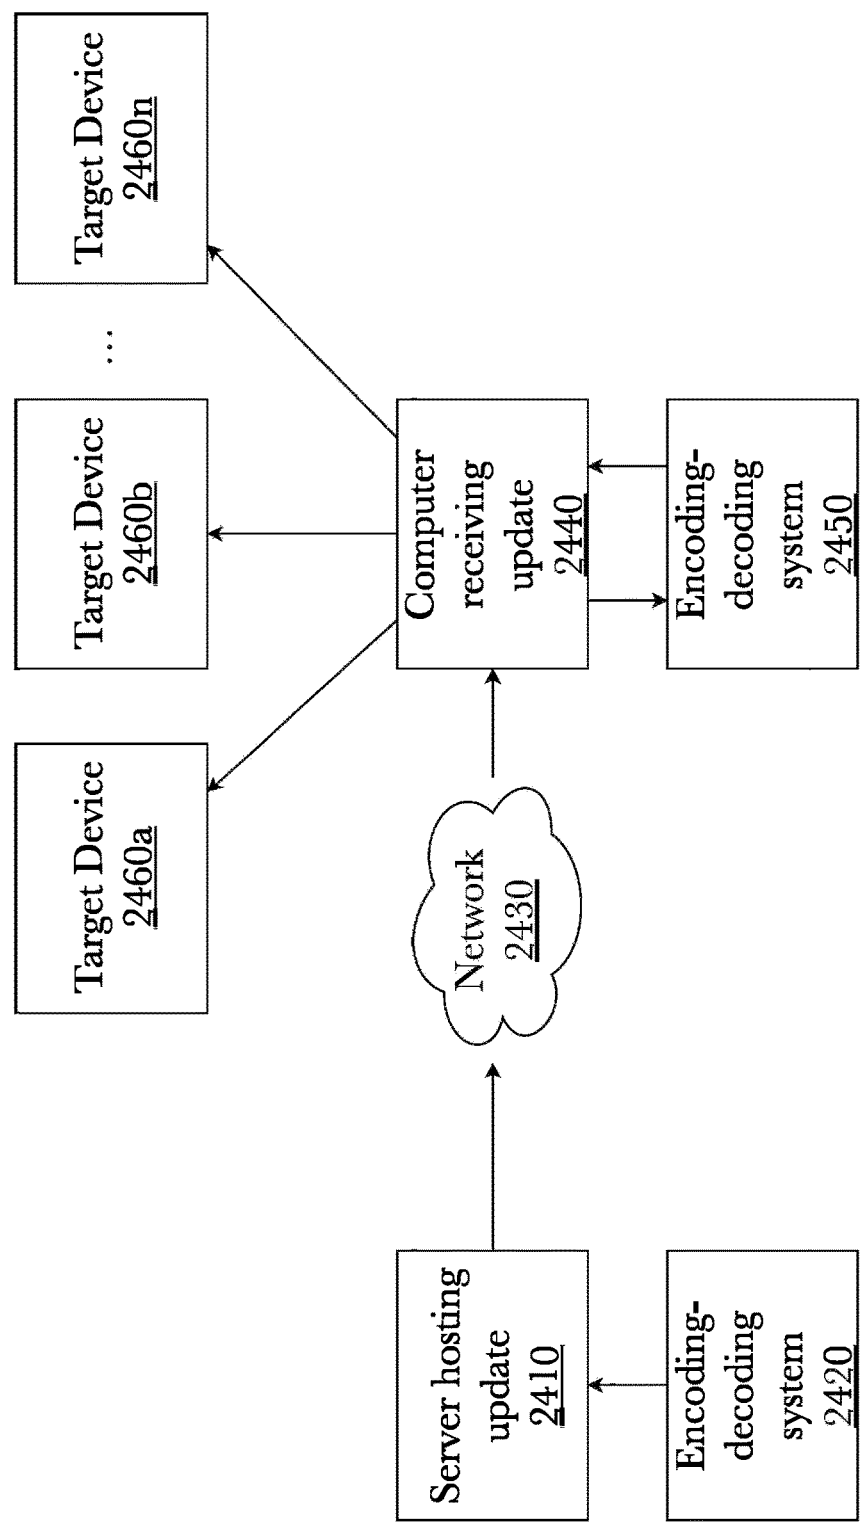 Target Device
2460a
Target Device
2460b
...
Target Device
2460n
Server hosting
update
2410
Network
2430
Computer
receiving
update
2440
Encoding-
decoding
system
2420
Encoding-
decoding
system
2450